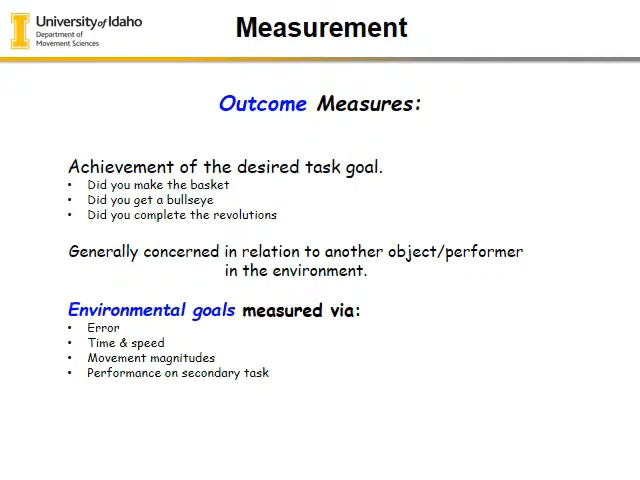 University of Idaho
Department of
Movement Sciences
Measurement
Outcome Measures:
Achievement of the desired task goal.
• Did you make the basket
• Did you get a bullseye
• Did you complete the revolutions
Generally concerned in relation to another object/performer
in the environment.
Environmental goals measured via:
• Error
• Time & speed
• Movement magnitudes
• Performance on secondary task